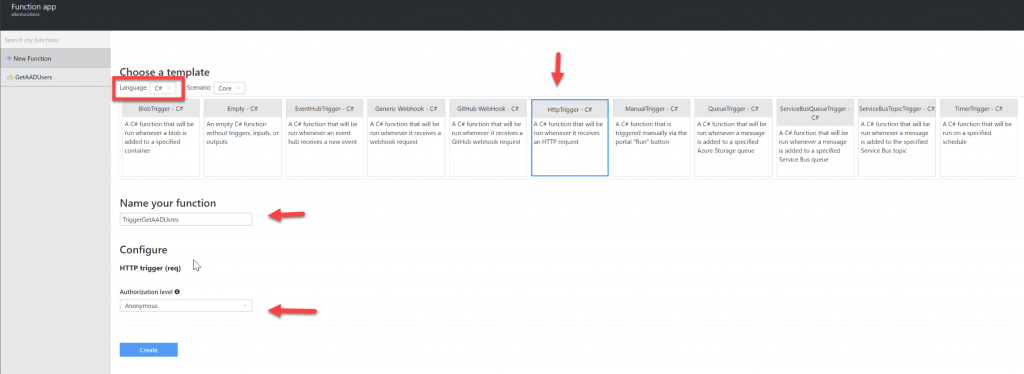 Function app
alkinfunctions
Search my functions
+ New Function
GetAADUsers
Choose a template
Language: C# Scenario: Core
BlobTrigger - C#
A C# function that will be
run whenever a blob is
added to a specified
container
Empty - C#
An empty C# function
without triggers, inputs, or
outputs
EventHubTrigger - C#
A C# function that will be
run whenever an event
hub receives a new event
Generic Webhook - C#
A C# function that will be
run whenever it receives a
webhook request
GitHub WebHook - C#
A C# function that will be
run whenever it receives a
GitHub webhook request
HttpTrigger - C#
A C# function that will be
run whenever it receives
an HTTP request
ManualTrigger - C#
A C# function that is
triggered manually via the
portal "Run" button
QueueTrigger - C#
A C# function that will be
run whenever a message
is added to a specified
Azure Storage queue
ServiceBusQueueTrigger -
C#
A C# function that will be
run whenever a message
is added to a specified
Service Bus queue
ServiceBusTopicTrigger - C#
A C# function that will be
run whenever a message
is added to the specified
Service Bus topic
TimerTrigger - C#
A C# function that will be
run on a specified
schedule
Name your function
TriggerGetAADUsres
Configure
HTTP trigger (req)
Authorization level
Anonymous
Create